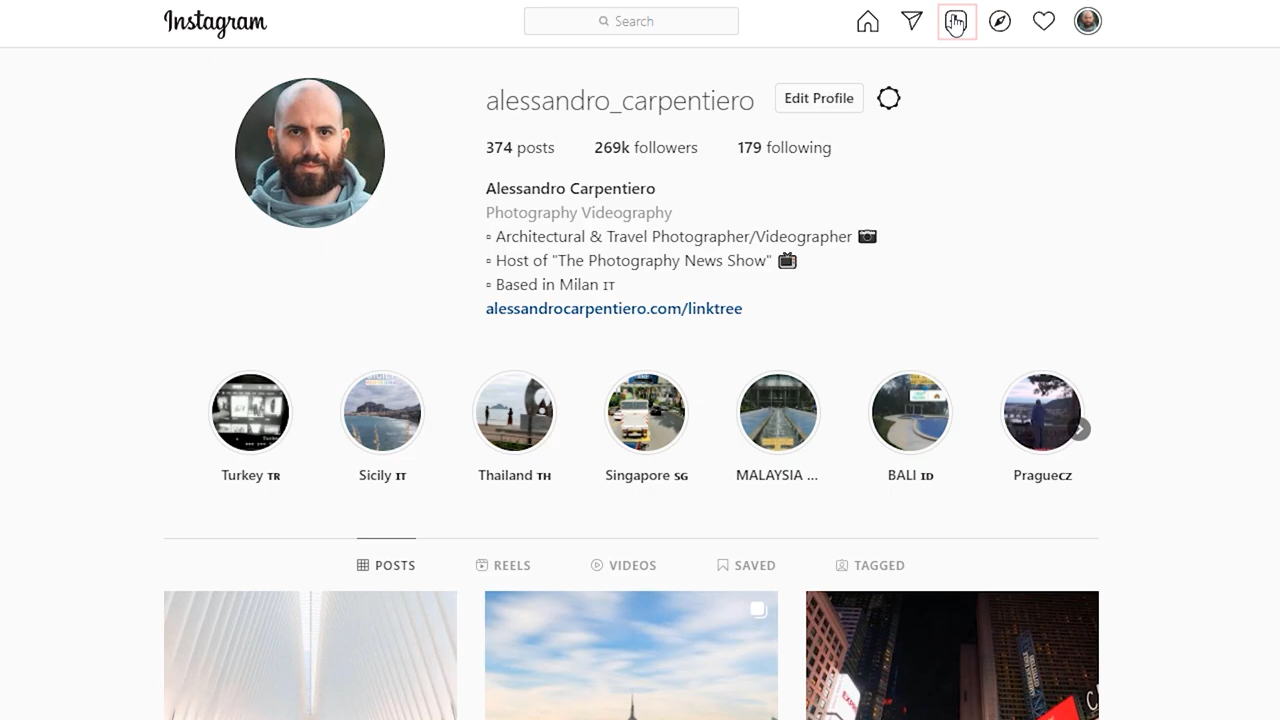 Instagram
Search
alessandro_carpentiero Edit Profile
374 posts 269k followers 179 following
Alessandro Carpentiero
Photography Videography
▫ Architectural & Travel Photographer/Videographer 📷
▫ Host of "The Photography News Show" 📺
▫ Based in Milan IT
alessandrocarpentiero.com/linktree
Turkey TR Sicily IT Thailand TH Singapore SG MALAYSIA ... BALI ID PragueCZ
POSTS REELS VIDEOS SAVED TAGGED